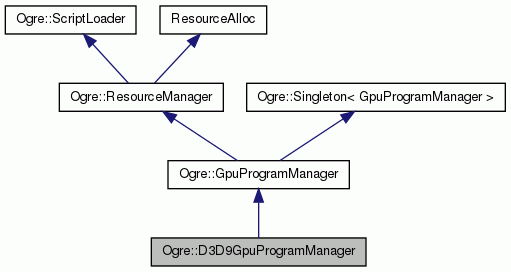 Ogre::ScriptLoader
ResourceAlloc
Ogre::ResourceManager
Ogre::Singleton< GpuProgramManager >
Ogre::GpuProgramManager
Ogre::D3D9GpuProgramManager